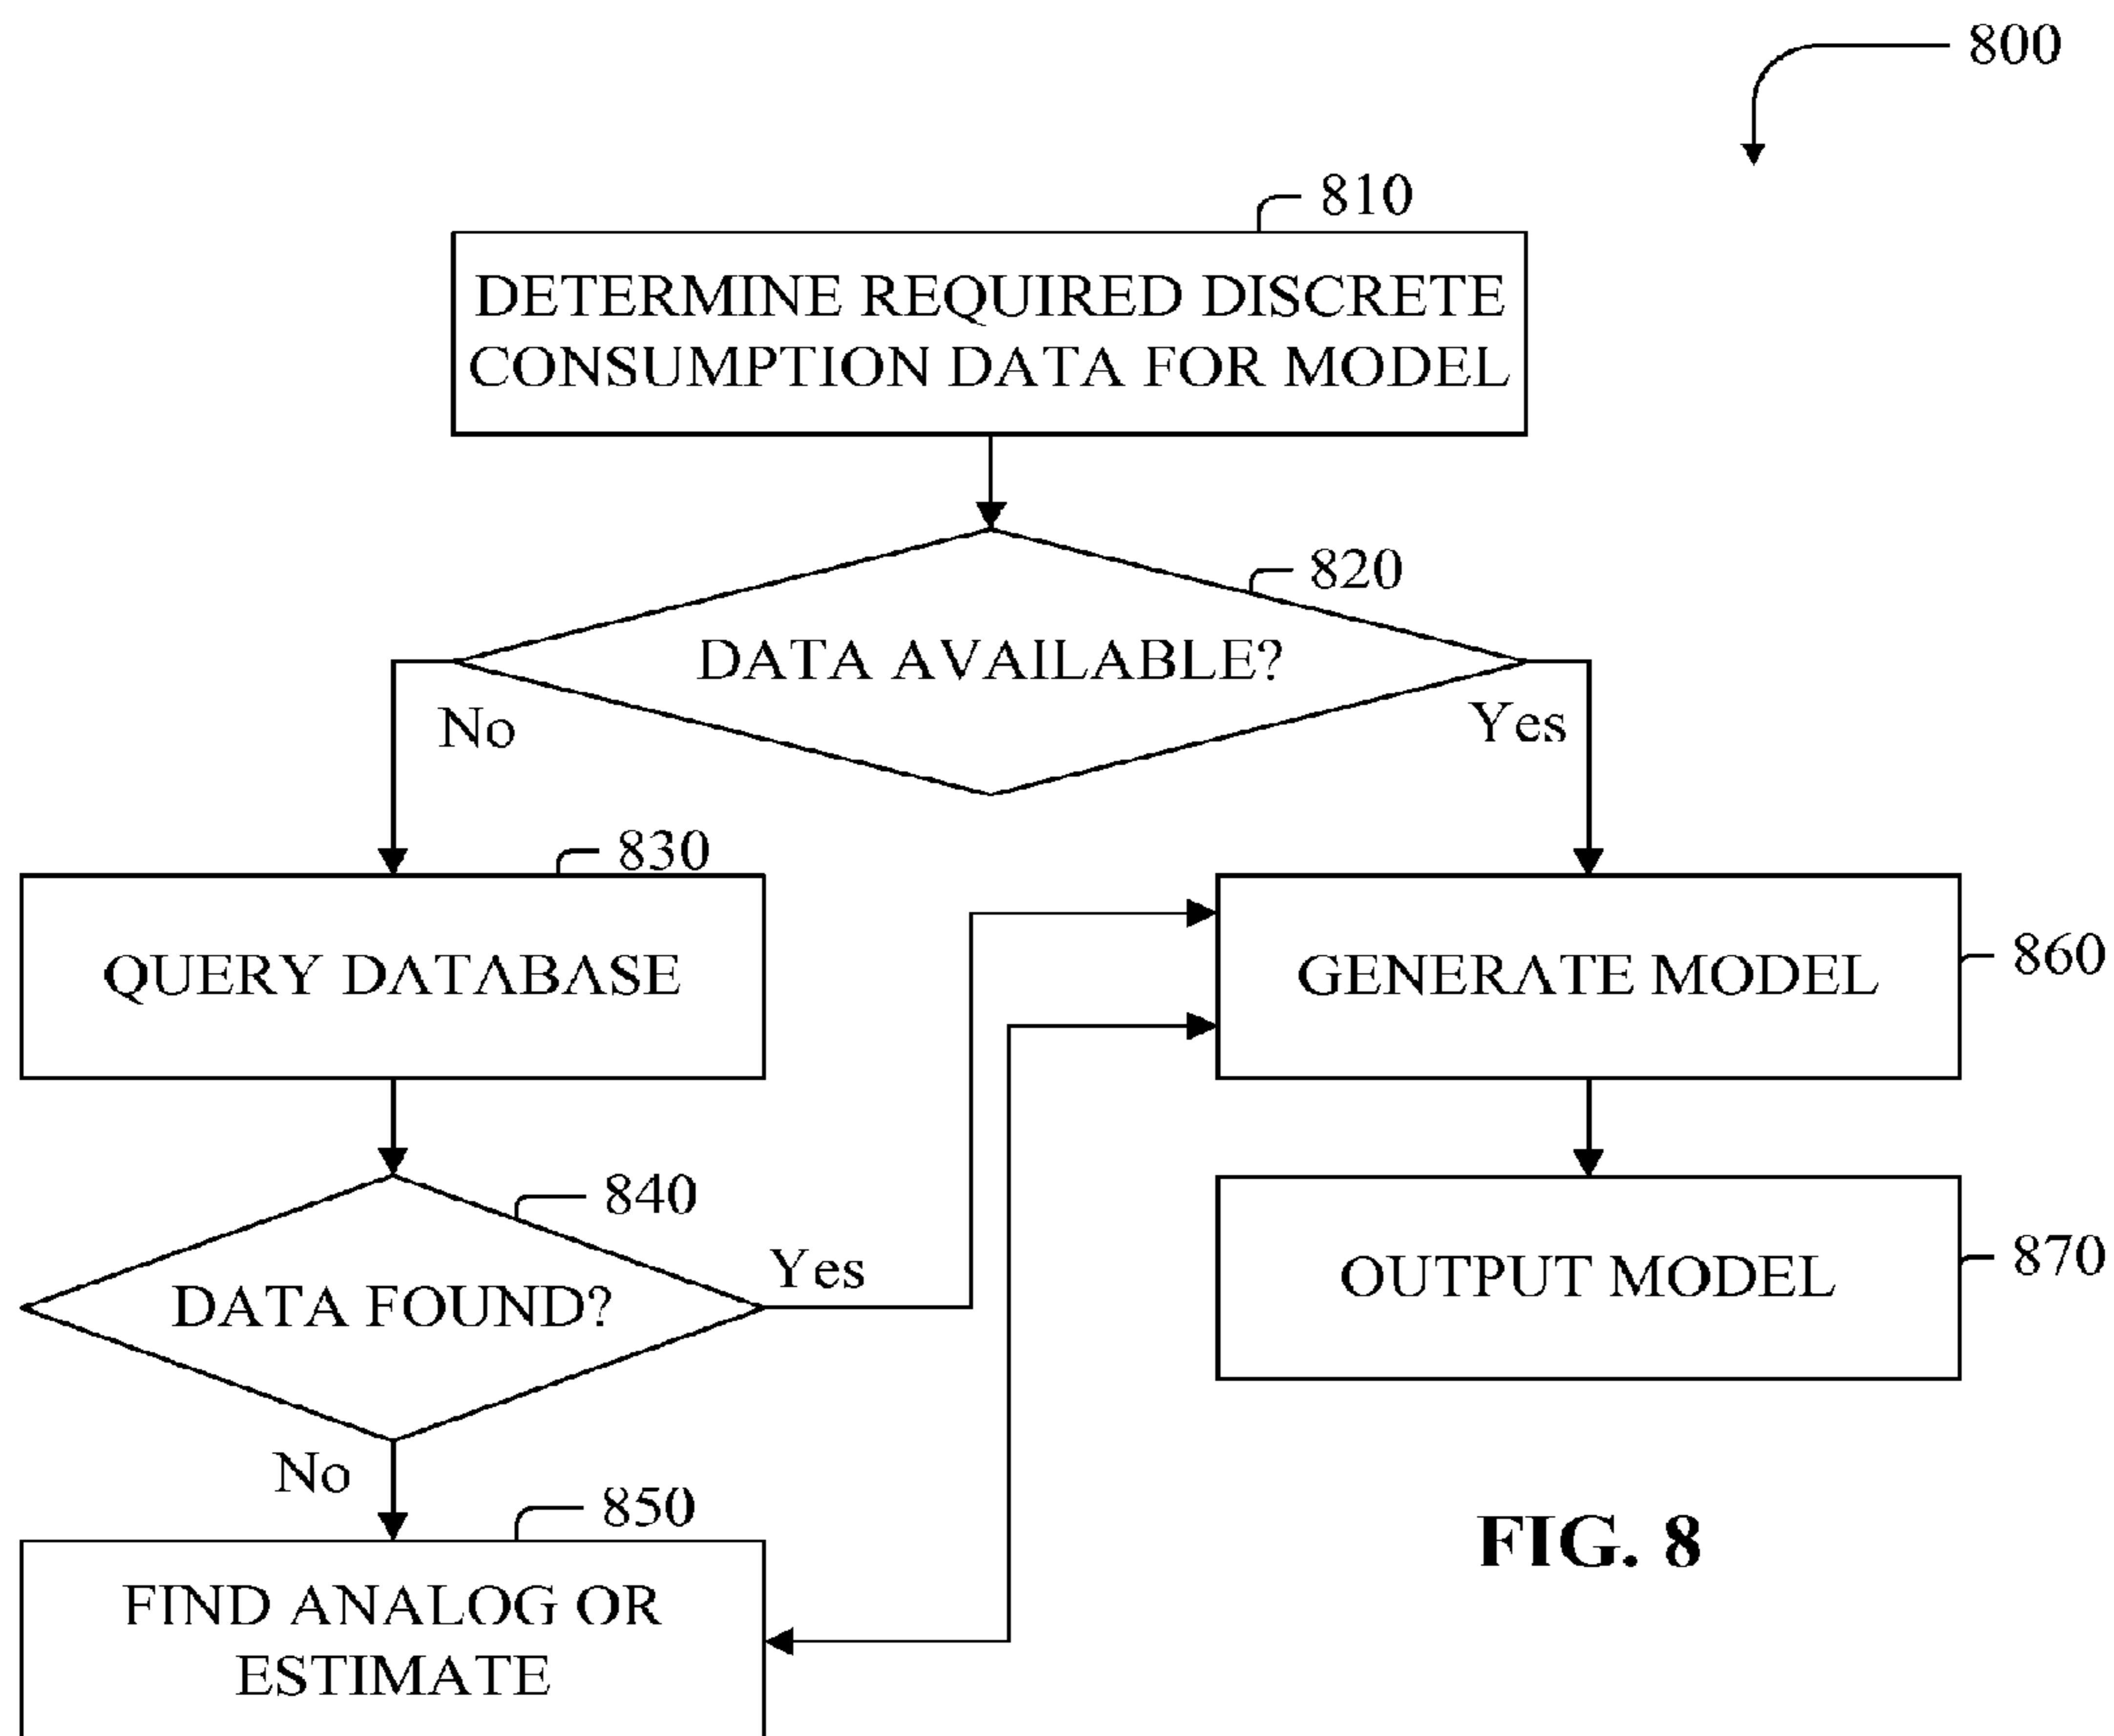 800
810
DETERMINE REQUIRED DISCRETE
CONSUMPTION DATA FOR MODEL
820
DATA AVAILABLE?
No
Yes
830
QUERY DATABASE
GENERATE MODEL
860
840
DATA FOUND?
Yes
OUTPUT MODEL
870
No
850
FIND ANALOG OR
ESTIMATE
FIG. 8